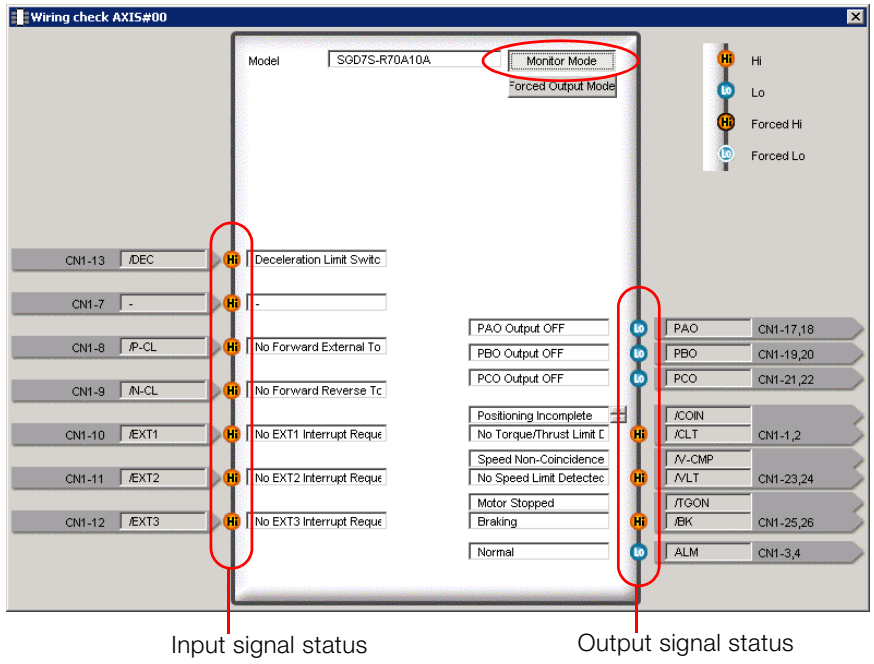 Wiring check AXIS#00
Model SGD7S-R70A10A Monitor Mode
Forced Output Mode
Hi Hi
Lo Lo
Hi Forced Hi
Lo Forced Lo
CN1-13 /DEC Hi Deceleration Limit Switc
CN1-7 - Hi -
CN1-8 /P-CL Hi No Forward External To
CN1-9 /N-CL Hi No Forward Reverse Tc
CN1-10 /EXT1 Hi No EXT1 Interrupt Reque
CN1-11 /EXT2 Hi No EXT2 Interrupt Reque
CN1-12 /EXT3 Hi No EXT3 Interrupt Reque
PAO Output OFF Lo PAO CN1-17,18
PBO Output OFF Lo PBO CN1-19,20
PCO Output OFF Lo PCO CN1-21,22
Positioning Incomplete /COIN
No Torque/Thrust Limit D Hi /CLT CN1-1,2
Speed Non-Coincidence /V-CMP
No Speed Limit Detectec Hi /VLT CN1-23,24
Motor Stopped /TGON
Braking Hi /BK CN1-25,26
Normal Lo ALM CN1-3,4
Input signal status
Output signal status